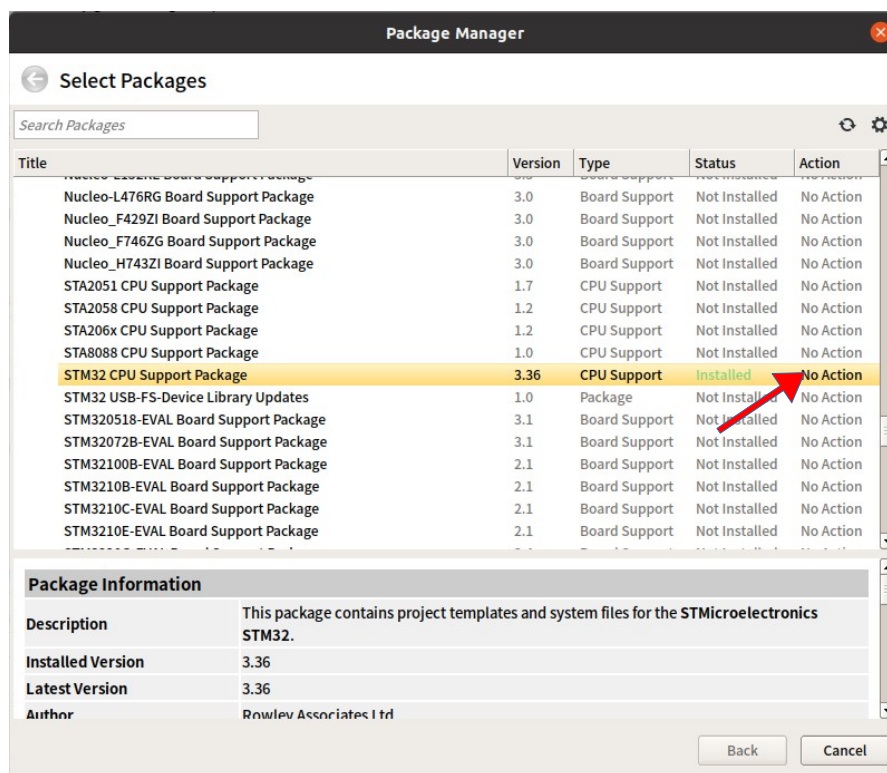 Package Manager
Select Packages
Search Packages
Title Version Type Status Action
Nucleo-L476RG Board Support Package 3.0 Board Support Not Installed No Action
Nucleo_F429ZI Board Support Package 3.0 Board Support Not Installed No Action
Nucleo_F746ZG Board Support Package 3.0 Board Support Not Installed No Action
Nucleo_H743ZI Board Support Package 3.0 Board Support Not Installed No Action
STA2051 CPU Support Package 1.7 CPU Support Not Installed No Action
STA2058 CPU Support Package 1.2 CPU Support Not Installed No Action
STA206x CPU Support Package 1.2 CPU Support Not Installed No Action
STA8088 CPU Support Package 1.0 CPU Support Not Installed No Action
STM32 CPU Support Package 3.36 CPU Support Installed No Action
STM32 USB-FS-Device Library Updates 1.0 Package Not Installed No Action
STM320518-EVAL Board Support Package 3.1 Board Support Not Installed No Action
STM32072B-EVAL Board Support Package 3.1 Board Support Not Installed No Action
STM32100B-EVAL Board Support Package 2.1 Board Support Not Installed No Action
STM3210B-EVAL Board Support Package 2.1 Board Support Not Installed No Action
STM3210C-EVAL Board Support Package 2.1 Board Support Not Installed No Action
STM3210E-EVAL Board Support Package 2.1 Board Support Not Installed No Action
Package Information
Description This package contains project templates and system files for the STMicroelectronics
STM32.
Installed Version 3.36
Latest Version 3.36
Author Rowley Associates Ltd
Back Cancel